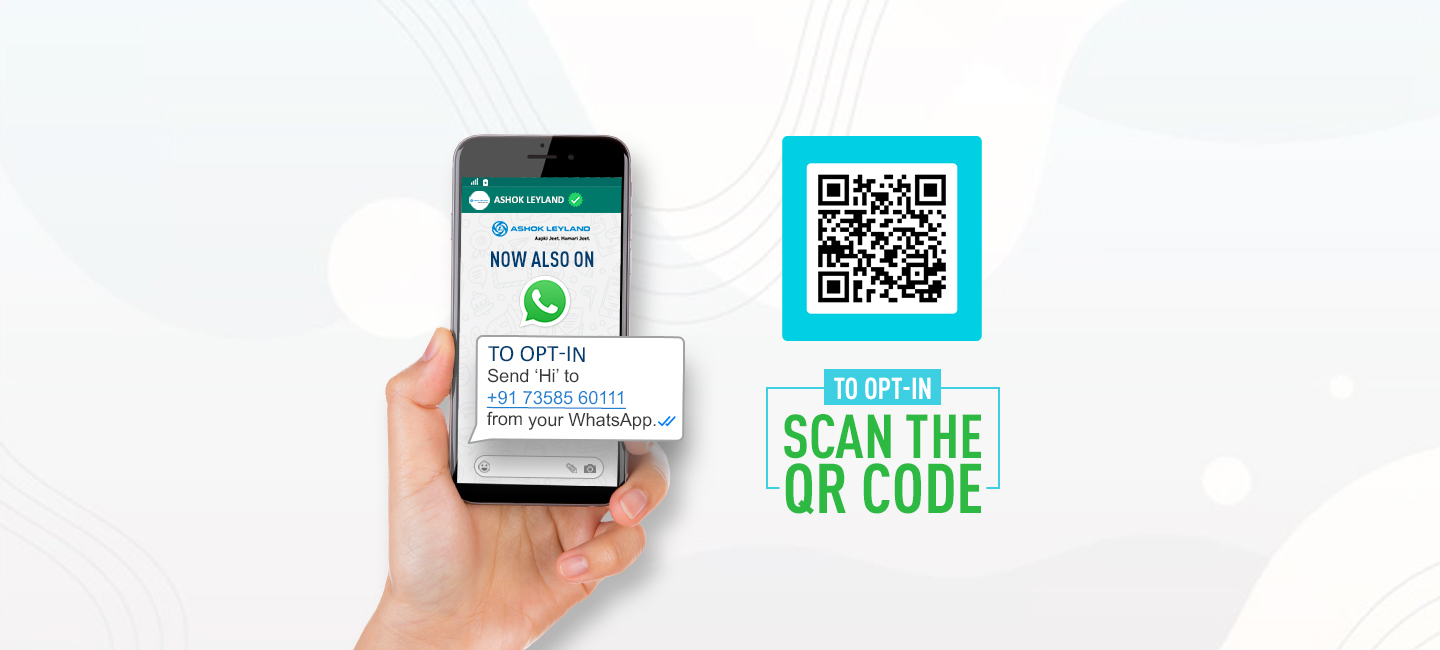 ASHOK LEYLAND
ASHOK LEYLAND
Aapki Jeet. Hamari Jeet.
NOW ALSO ON
TO OPT-IN
Send ‘Hi’ to
+91 73585 60111
from your WhatsApp.
TO OPT-IN
SCAN THE
QR CODE